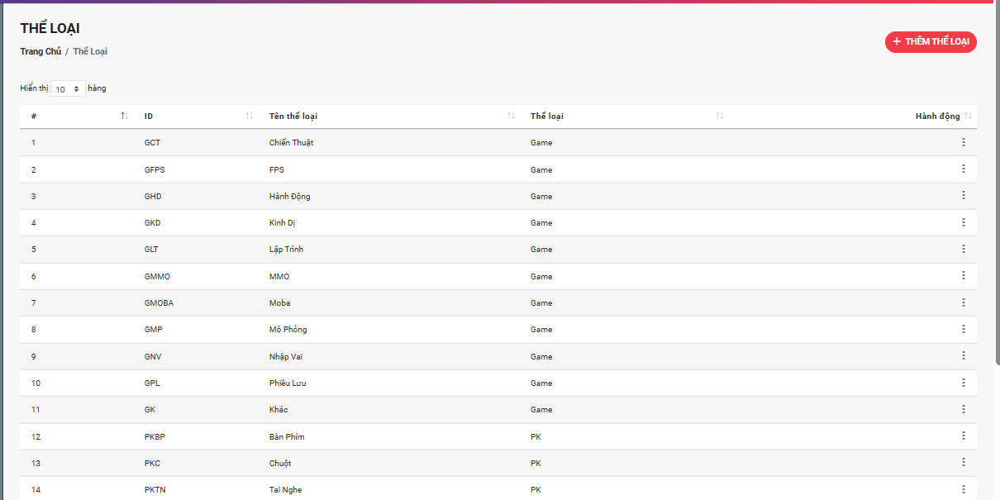 THỂ LOẠI
Trang Chủ / Thể Loại
+ THÊM THỂ LOẠI
Hiển thị 10 hàng
# ID Tên thể loại Thể loại Hành động
1 GCT Chiến Thuật Game
2 GFPS FPS Game
3 GHD Hành Động Game
4 GKD Kinh Dị Game
5 GLT Lập Trình Game
6 GMMO MMO Game
7 GMOBA Moba Game
8 GMP Mô Phỏng Game
9 GNV Nhập Vai Game
10 GPL Phiêu Lưu Game
11 GK Khác Game
12 PKBP Bàn Phím PK
13 PKC Chuột PK
14 PKTN Tai Nghe PK